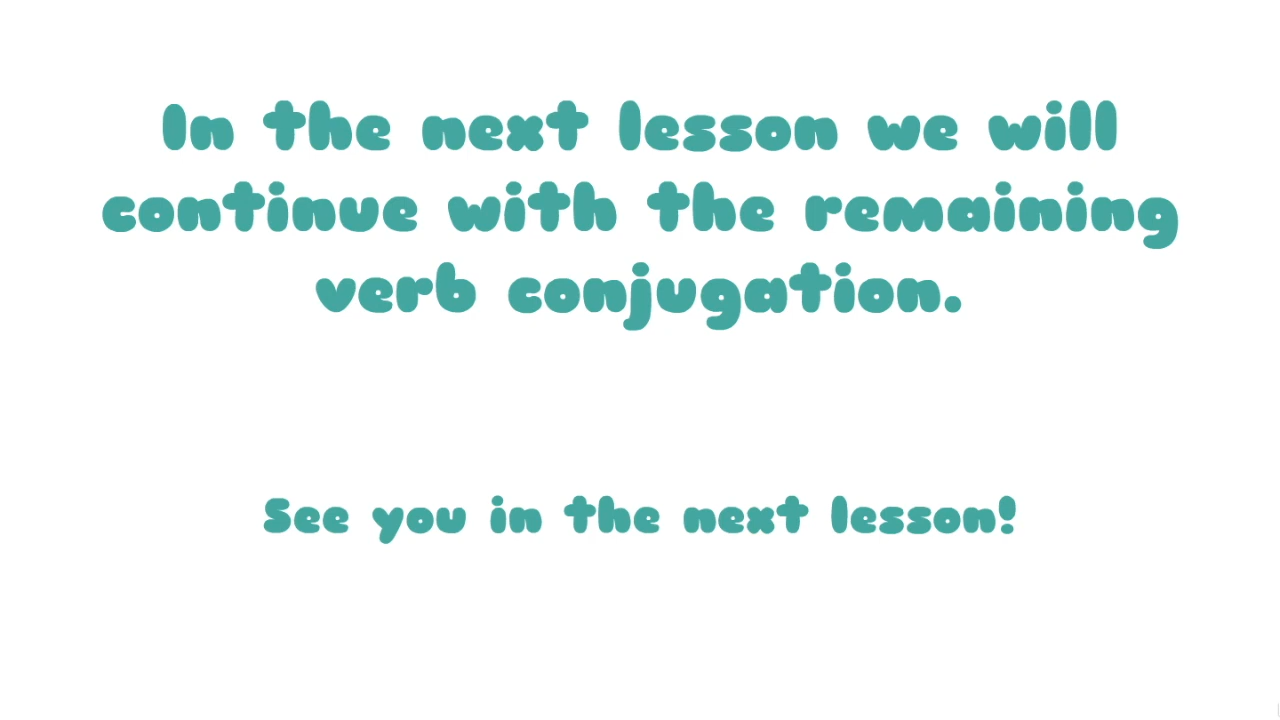 In the next lesson we will
continue with the remaining
verb conjugation.
See you in the next lesson!